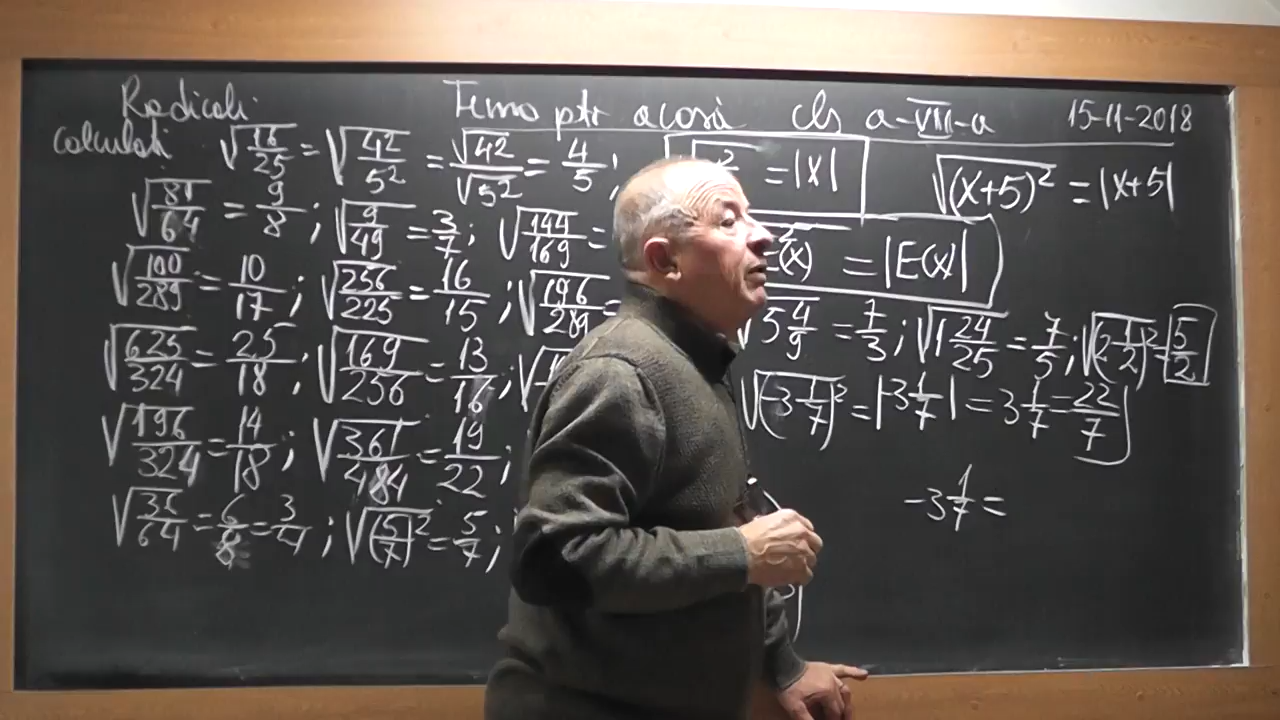 Radicali Tema ptr acasă cls a-VIII-a 15-11-2018
calculati √(16/25) = √(4²/5²) = √4²/√5² = 4/5; = |X| √(x+5)² = |x+5|
√(81/64) = 9/8; √(9/49) = 3/7; √(144/169) = (x) = |E(x)|
√(100/289) = 10/17; √(256/225) = 16/15; √(196/289) = √(5 4/9) = 7/3; √(1 24/25) = 7/5; √(2 1/2)² = 5/2
√(625/324) = 25/18; √(169/256) = 13/16; √(-3 1/7)² = |-3 1/7| = 3 1/7 = 22/7
√(196/324) = 14/18; √(361/484) = 19/22; -3 1/7 =
√(36/64) = 6/8 = 3/4; √(5/7)² = 5/7;